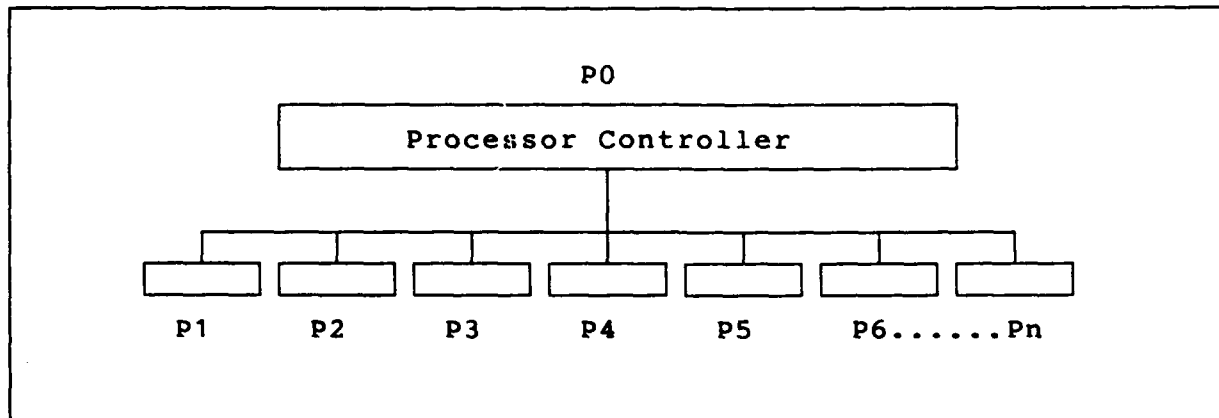 P0
Processor Controller
P1 P2 P3 P4 P5 P6......Pn